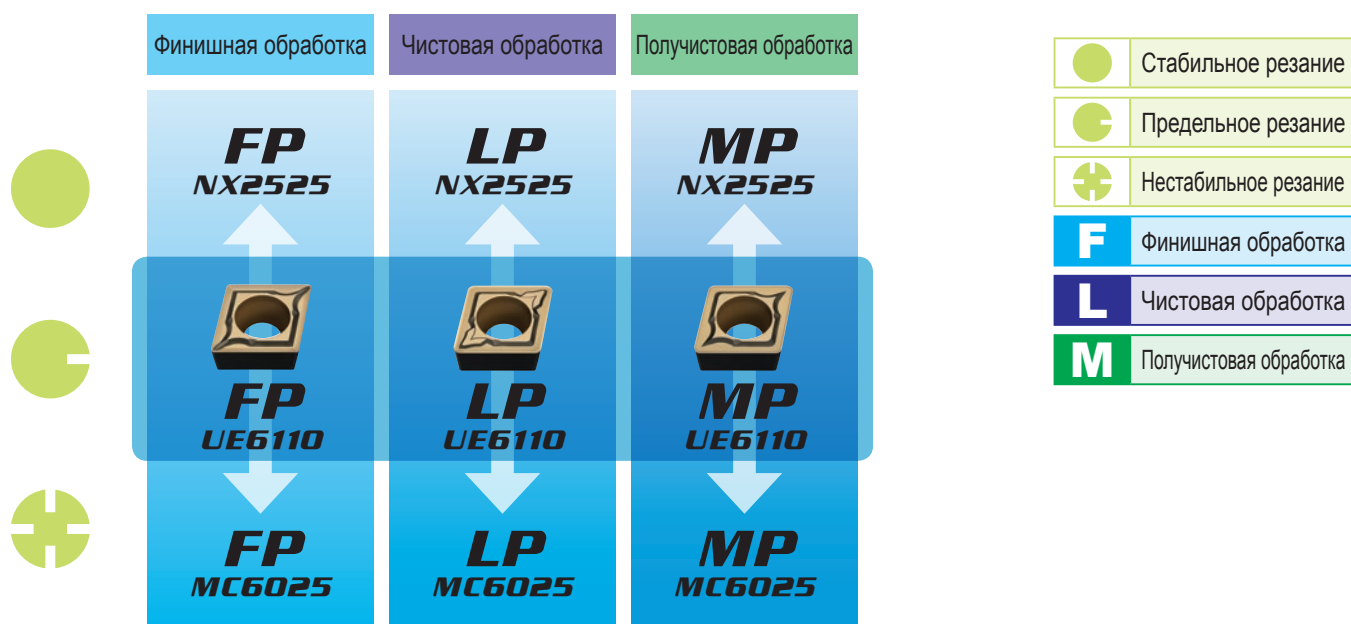 Финишная обработка
Чистовая обработка
Получистовая обработка
FP
NX2525
LP
NX2525
MP
NX2525
FP
UE6110
LP
UE6110
MP
UE6110
FP
MC6025
LP
MC6025
MP
MC6025
Стабильное резание
Предельное резание
Нестабильное резание
F Финишная обработка
L Чистовая обработка
M Получистовая обработка